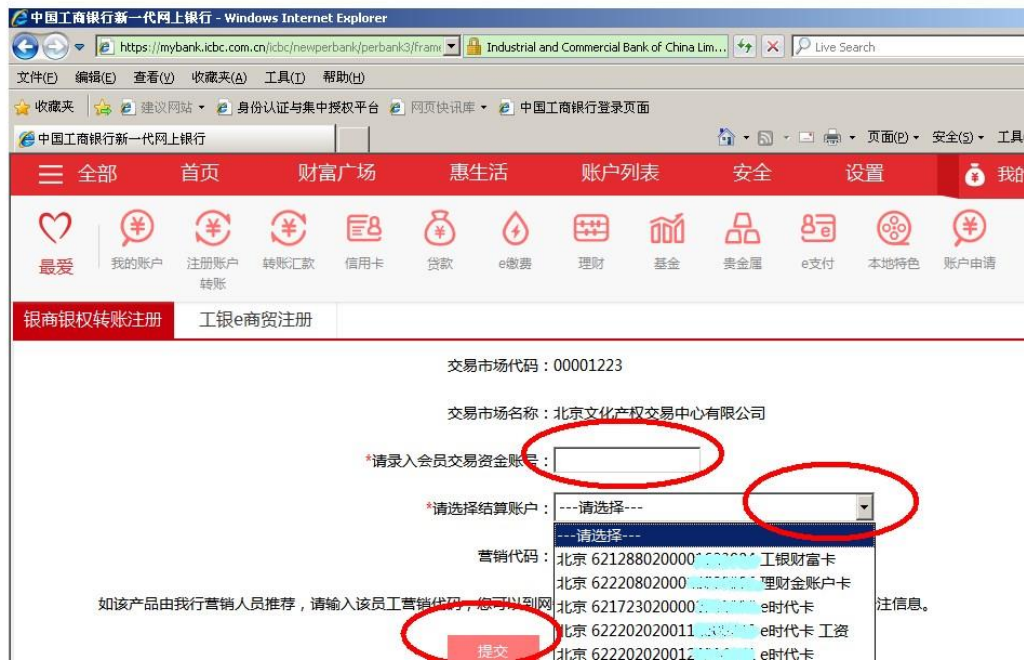 中国工商银行新一代网上银行 - Windows Internet Explorer
https://mybank.icbc.com.cn/icbc/newperbank/perbank3/frame Industrial and Commercial Bank of China Lim... Live Search
文件(F) 编辑(E) 查看(V) 收藏夹(A) 工具(T) 帮助(H)
收藏夹 建议网站 身份认证与集中授权平台 网页快讯库 中国工商银行登录页面
中国工商银行新一代网上银行 页面(P) 安全(S) 工具
全部 首页 财富广场 惠生活 账户列表 安全 设置 我的
最爱 我的账户 注册账户 转账汇款 信用卡 贷款 e缴费 理财 基金 贵金属 e支付 本地特色 账户申请
转账
银商银权转账注册 工银e商贸注册
交易市场代码：00001223
交易市场名称：北京文化产权交易中心有限公司
*请录入会员交易资金账号：
*请选择结算账户： ---请选择---
---请选择---
营销代码： 北京 6212880200001 工银财富卡
北京 62220802000 理财金账户卡
如该产品由我行营销人员推荐，请输入该员工营销代码，您可以到网 北京 621723020000 e时代卡 注信息。
北京 622202020011 e时代卡 工资
提交 北京 622202020012 e时代卡